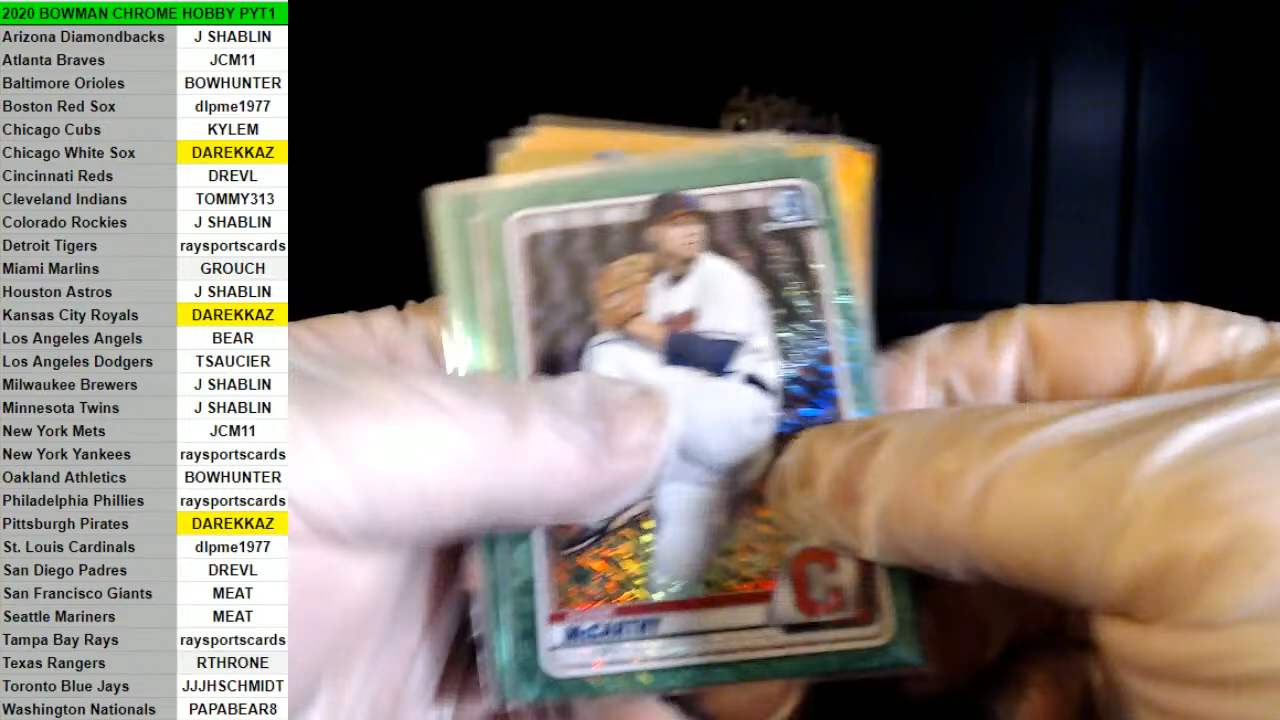 2020 BOWMAN CHROME HOBBY PYT1
Arizona Diamondbacks J SHABLIN
Atlanta Braves JCM11
Baltimore Orioles BOWHUNTER
Boston Red Sox dlpme1977
Chicago Cubs KYLEM
Chicago White Sox DAREKKAZ
Cincinnati Reds DREVL
Cleveland Indians TOMMY313
Colorado Rockies J SHABLIN
Detroit Tigers raysportscards
Miami Marlins GROUCH
Houston Astros J SHABLIN
Kansas City Royals DAREKKAZ
Los Angeles Angels BEAR
Los Angeles Dodgers TSAUCIER
Milwaukee Brewers J SHABLIN
Minnesota Twins J SHABLIN
New York Mets JCM11
New York Yankees raysportscards
Oakland Athletics BOWHUNTER
Philadelphia Phillies raysportscards
Pittsburgh Pirates DAREKKAZ
St. Louis Cardinals dlpme1977
San Diego Padres DREVL
San Francisco Giants MEAT
Seattle Mariners MEAT
Tampa Bay Rays raysportscards
Texas Rangers RTHRONE
Toronto Blue Jays JJJHSCHMIDT
Washington Nationals PAPABEAR8
McCARTHY
C